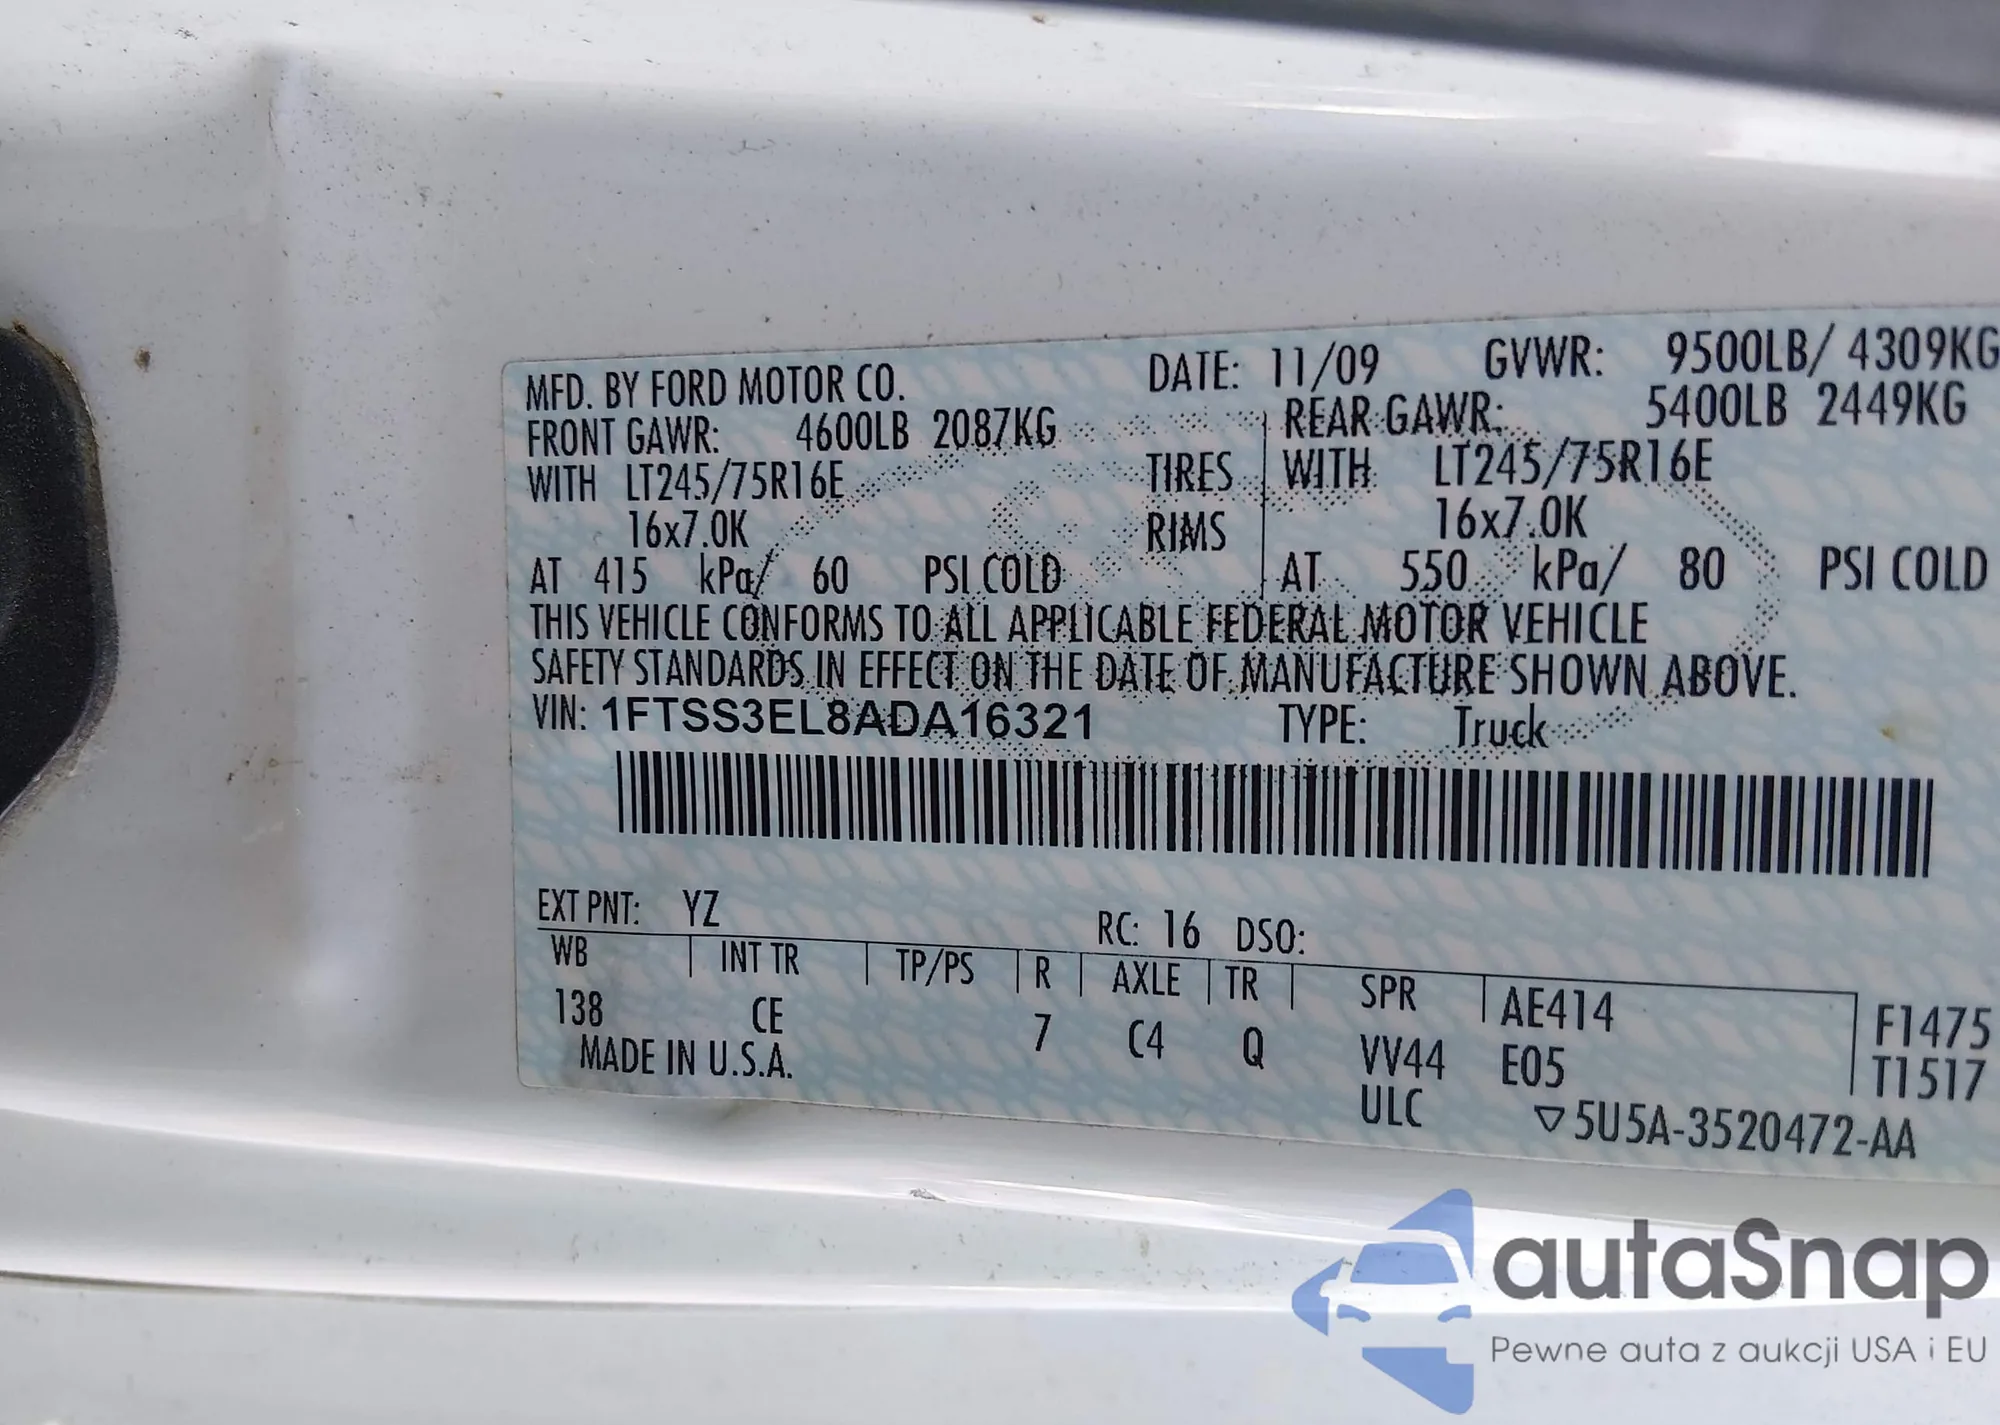 MFD. BY FORD MOTOR CO. DATE: 11/09 GVWR: 9500LB/ 4309KG
FRONT GAWR: 4600LB 2087KG REAR GAWR: 5400LB 2449KG
WITH LT245/75R16E TIRES WITH LT245/75R16E
16x7.0K RIMS 16x7.0K
AT 415 kPa/ 60 PSI COLD AT 550 kPa/ 80 PSI COLD
THIS VEHICLE CONFORMS TO ALL APPLICABLE FEDERAL MOTOR VEHICLE
SAFETY STANDARDS IN EFFECT ON THE DATE OF MANUFACTURE SHOWN ABOVE.
VIN: 1FTSS3EL8ADA16321 TYPE: Truck
EXT PNT: YZ RC: 16 DSO:
WB INT TR TP/PS R AXLE TR SPR AE414 F1475
138 CE 7 C4 Q VV44 E05 T1517
MADE IN U.S.A. ULC ▽5U5A-3520472-AA
autaSnap
Pewne auta z aukcji USA i EU